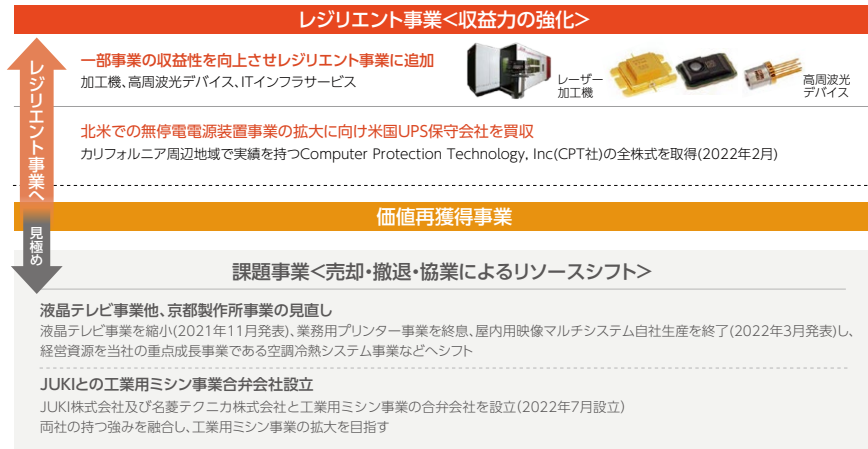 レジリエント事業<収益力の強化>
一部事業の収益性を向上させレジリエント事業に追加
加工機、高周波光デバイス、ITインフラサービス
レーザー
加工機
高周波光
デバイス
北米での無停電電源装置事業の拡大に向け米国UPS保守会社を買収
カリフォルニア周辺地域で実績を持つComputer Protection Technology, Inc(CPT社)の全株式を取得(2022年2月)
レジリエント事業へ
見極め
価値再獲得事業
課題事業<売却・撤退・協業によるリソースシフト>
液晶テレビ事業他、京都製作所事業の見直し
液晶テレビ事業を縮小(2021年11月発表)、業務用プリンター事業を終息、屋内用映像マルチシステム自社生産を終了(2022年3月発表)し、
経営資源を当社の重点成長事業である空調冷熱システム事業などへシフト
JUKIとの工業用ミシン事業合弁会社設立
JUKI株式会社及び名菱テクニカ株式会社と工業用ミシン事業の合弁会社を設立(2022年7月設立)
両社の持つ強みを融合し、工業用ミシン事業の拡大を目指す